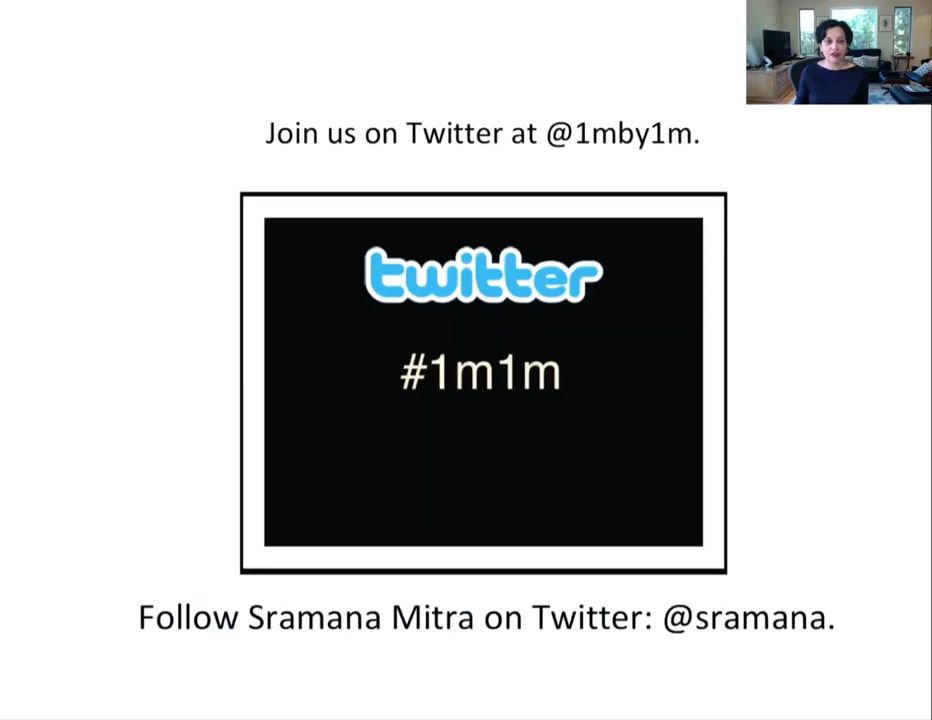 Join us on Twitter at @1mby1m.
twitter
#1m1m
Follow Sramana Mitra on Twitter: @sramana.